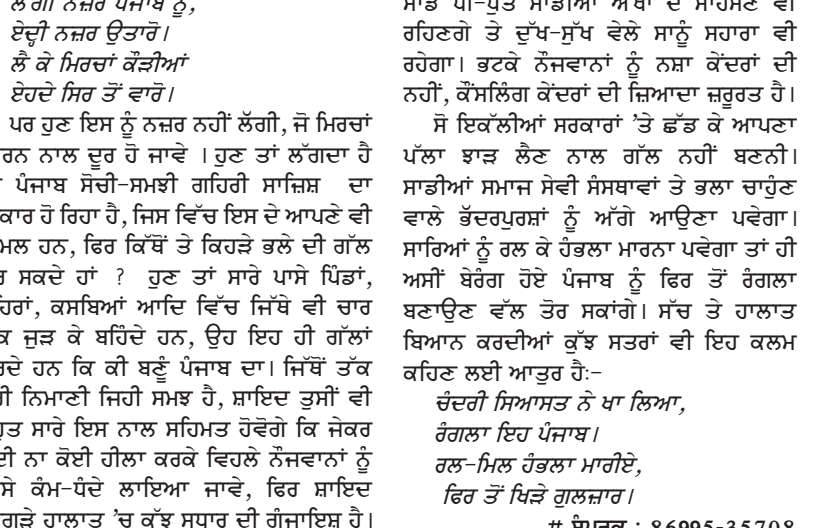 ਨਜ਼ਰ ਪੰਜਾਬ ਨੂੰ,
ਏਦ੍ਹੀ ਨਜ਼ਰ ਉਤਾਰੋ।
ਲੈ ਕੇ ਮਿਰਚਾਂ ਕੌੜੀਆਂ
ਏਹਦੇ ਸਿਰ ਤੋਂ ਵਾਰੋ।
ਪਰ ਹੁਣ ਇਸ ਨੂੰ ਨਜ਼ਰ ਨਹੀਂ ਲੱਗੀ, ਜੋ ਮਿਰਚਾਂ
ਨਾਲ ਦੂਰ ਹੋ ਜਾਵੇ । ਹੁਣ ਤਾਂ ਲੱਗਦਾ ਹੈ
ਪੰਜਾਬ ਸੋਚੀ-ਸਮਝੀ ਗਹਿਰੀ ਸਾਜ਼ਿਸ਼ ਦਾ
ਹੋ ਰਿਹਾ ਹੈ, ਜਿਸ ਵਿੱਚ ਇਸ ਦੇ ਆਪਣੇ ਵੀ
ਹਨ, ਫਿਰ ਕਿੱਥੋਂ ਤੇ ਕਿਹੜੇ ਭਲੇ ਦੀ ਗੱਲ
ਸਕਦੇ ਹਾਂ ? ਹੁਣ ਤਾਂ ਸਾਰੇ ਪਾਸੇ ਪਿੰਡਾਂ,
ਕਸਬਿਆਂ ਆਦਿ ਵਿੱਚ ਜਿੱਥੇ ਵੀ ਚਾਰ
ਜੁੜ ਕੇ ਬਹਿੰਦੇ ਹਨ, ਉਹ ਇਹ ਹੀ ਗੱਲਾਂ
ਹਨ ਕਿ ਕੀ ਬਣੂੰ ਪੰਜਾਬ ਦਾ। ਜਿੱਥੋਂ ਤੱਕ
ਨਿਮਾਣੀ ਜਿਹੀ ਸਮਝ ਹੈ, ਸ਼ਾਇਦ ਤੁਸੀਂ ਵੀ
ਸਾਰੇ ਇਸ ਨਾਲ ਸਹਿਮਤ ਹੋਵੋਗੇ ਕਿ ਜੇਕਰ
ਨਾ ਕੋਈ ਹੀਲਾ ਕਰਕੇ ਵਿਹਲੇ ਨੌਜਵਾਨਾਂ ਨੂੰ
ਕੰਮ-ਧੰਦੇ ਲਾਇਆ ਜਾਵੇ, ਫਿਰ ਸ਼ਾਇਦ
ਹਾਲਾਤ ’ਚ ਕੁੱਝ ਸੁਧਾਰ ਦੀ ਗੁੰਜਾਇਸ਼ ਹੈ।
ਰਹਿਣਗੇ ਤੇ ਦੁੱਖ-ਸੁੱਖ ਵੇਲੇ ਸਾਨੂੰ ਸਹਾਰਾ ਵੀ
ਰਹੇਗਾ। ਭਟਕੇ ਨੌਜਵਾਨਾਂ ਨੂੰ ਨਸ਼ਾ ਕੇਂਦਰਾਂ ਦੀ
ਨਹੀਂ, ਕੌਂਸਲਿੰਗ ਕੇਂਦਰਾਂ ਦੀ ਜ਼ਿਆਦਾ ਜ਼ਰੂਰਤ ਹੈ।
ਸੋ ਇਕੱਲੀਆਂ ਸਰਕਾਰਾਂ ’ਤੇ ਛੱਡ ਕੇ ਆਪਣਾ
ਪੱਲਾ ਝਾੜ ਲੈਣ ਨਾਲ ਗੱਲ ਨਹੀਂ ਬਣਨੀ।
ਸਾਡੀਆਂ ਸਮਾਜ ਸੇਵੀ ਸੰਸਥਾਵਾਂ ਤੇ ਭਲਾ ਚਾਹੁੰਣ
ਵਾਲੇ ਭੱਦਰਪੁਰਸ਼ਾਂ ਨੂੰ ਅੱਗੇ ਆਉਣਾ ਪਵੇਗਾ।
ਸਾਰਿਆਂ ਨੂੰ ਰਲ ਕੇ ਹੰਭਲਾ ਮਾਰਨਾ ਪਵੇਗਾ ਤਾਂ ਹੀ
ਅਸੀਂ ਬੇਰੰਗ ਹੋਏ ਪੰਜਾਬ ਨੂੰ ਫਿਰ ਤੋਂ ਰੰਗਲਾ
ਬਣਾਉਣ ਵੱਲ ਤੋਰ ਸਕਾਂਗੇ। ਸੱਚ ਤੇ ਹਾਲਾਤ
ਬਿਆਨ ਕਰਦੀਆਂ ਕੁੱਝ ਸਤਰਾਂ ਵੀ ਇਹ ਕਲਮ
ਕਹਿਣ ਲਈ ਆਤੁਰ ਹੈ:-
ਚੰਦਰੀ ਸਿਆਸਤ ਨੇ ਖਾ ਲਿਆ,
ਰੰਗਲਾ ਇਹ ਪੰਜਾਬ।
ਰਲ-ਮਿਲ ਹੰਭਲਾ ਮਾਰੀਏ,
ਫਿਰ ਤੋਂ ਖਿੜੇ ਗੁਲਜ਼ਾਰ।
# ਸੰਪਰਕ : 86995-35708